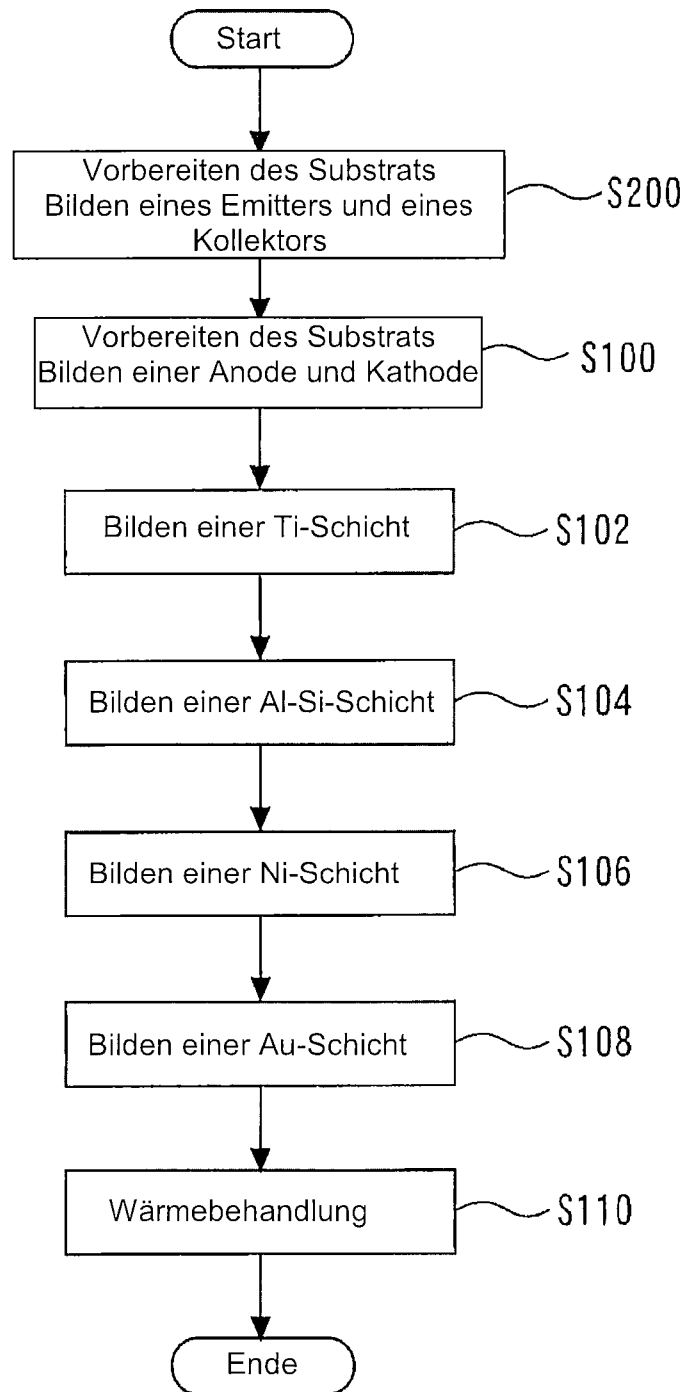 Start
Vorbereiten des Substrats
Bilden eines Emitters und eines
Kollektors
S200
Vorbereiten des Substrats
Bilden einer Anode und Kathode
S100
Bilden einer Ti-Schicht
S102
Bilden einer Al-Si-Schicht
S104
Bilden einer Ni-Schicht
S106
Bilden einer Au-Schicht
S108
Wärmebehandlung
S110
Ende